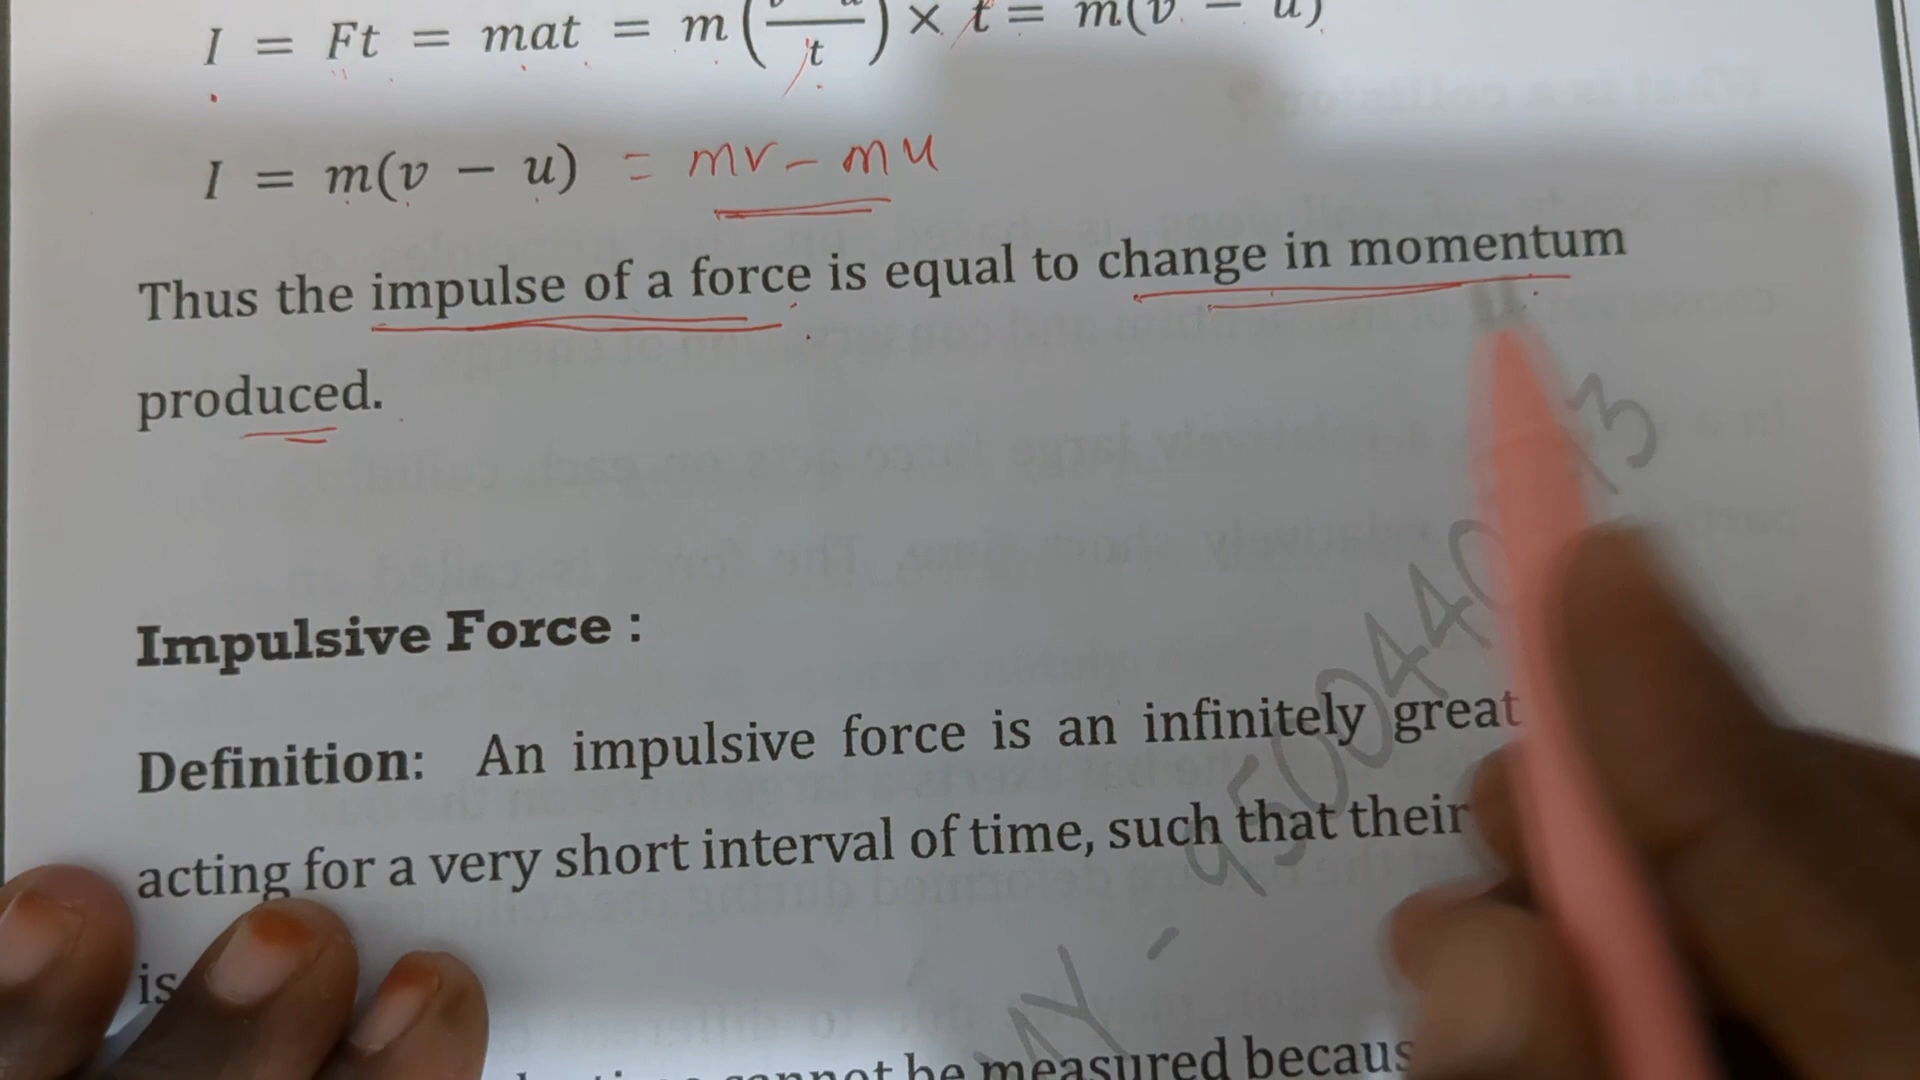 I = Ft = mat = m(v − u/t) × t = m(v − u)
I = m(v − u) = mv − mu
Thus the impulse of a force is equal to change in momentum
produced.
Impulsive Force :
Definition: An impulsive force is an infinitely great
acting for a very short interval of time, such that their
is
cannot be measured